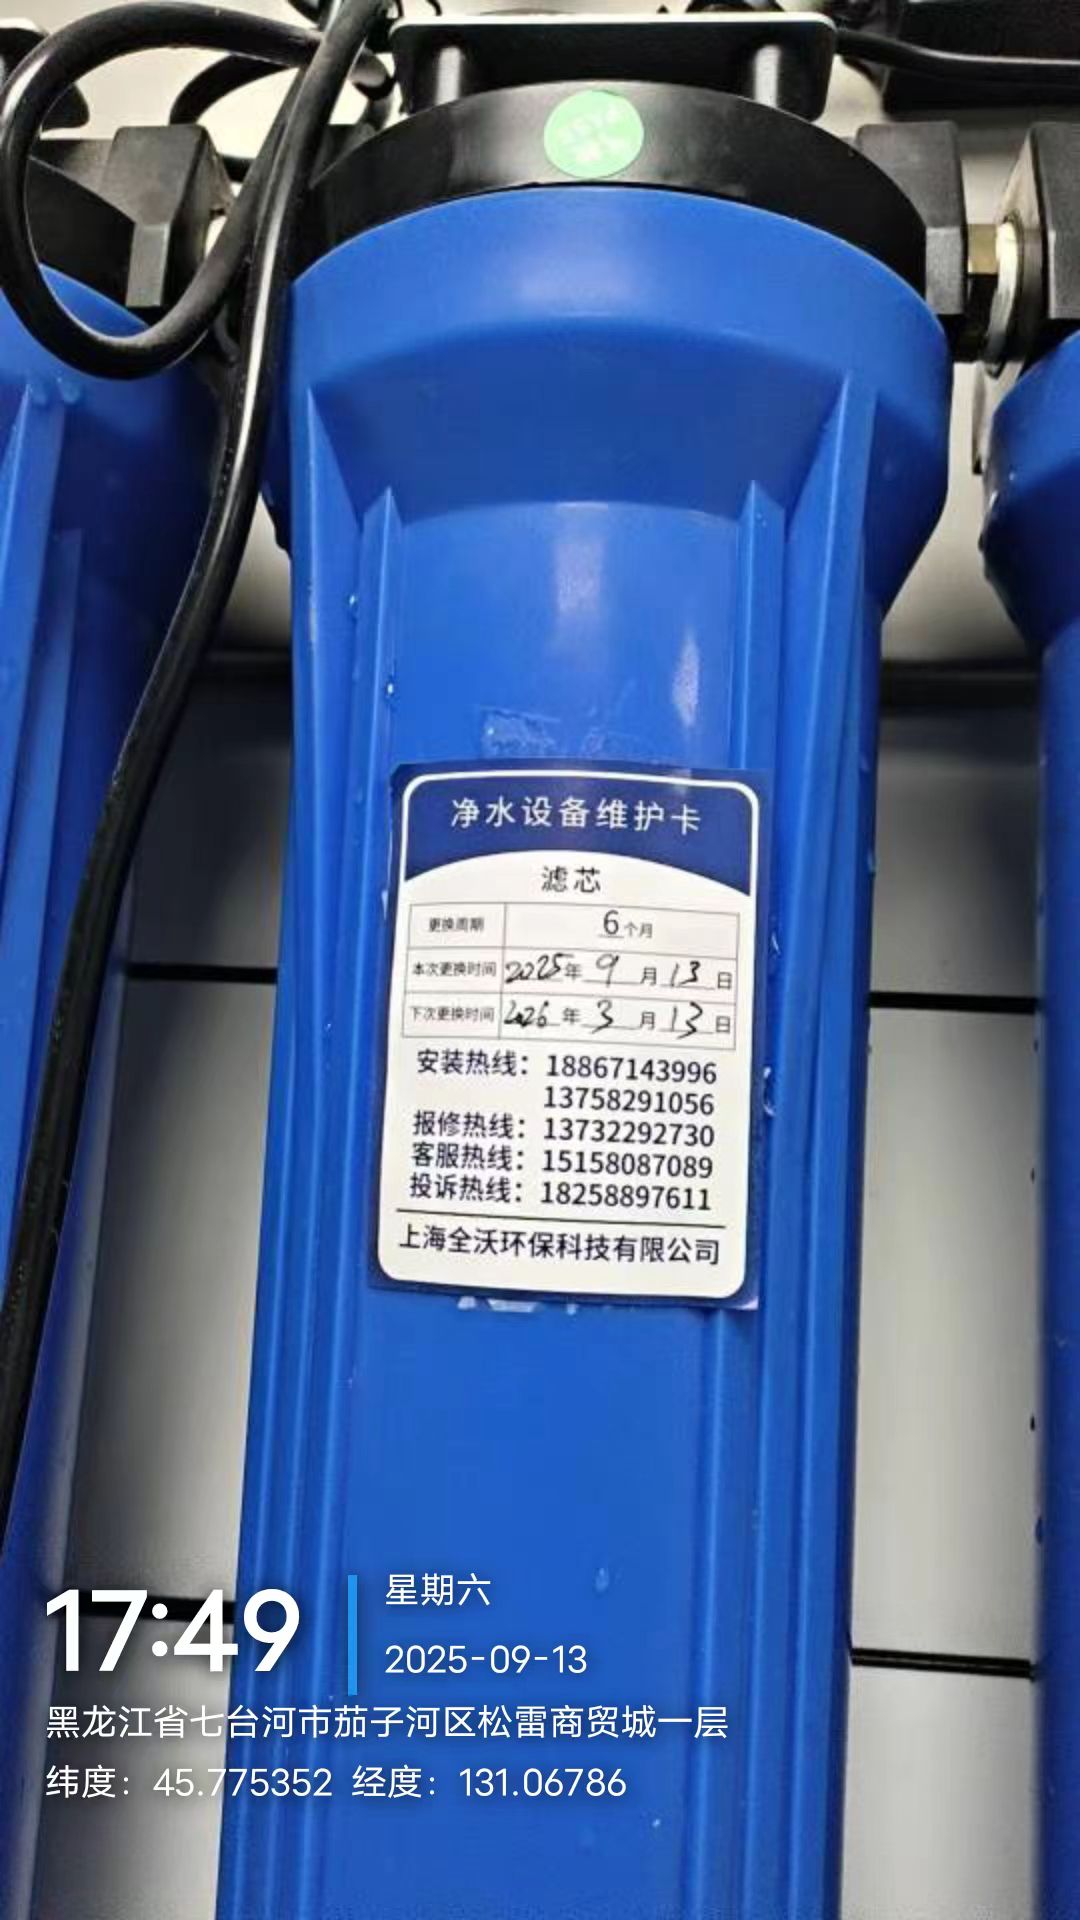 净水设备维护卡
滤芯
更换周期 6个月
本次更换时间 2025年 9 月 13 日
下次更换时间 2026年 3 月 13 日
安装热线：18867143996
13758291056
报修热线：13732292730
客服热线：15158087089
投诉热线：18258897611
上海全沃环保科技有限公司
17:49
星期六
2025-09-13
黑龙江省七台河市茄子河区松雷商贸城一层
纬度：45.775352 经度：131.06786